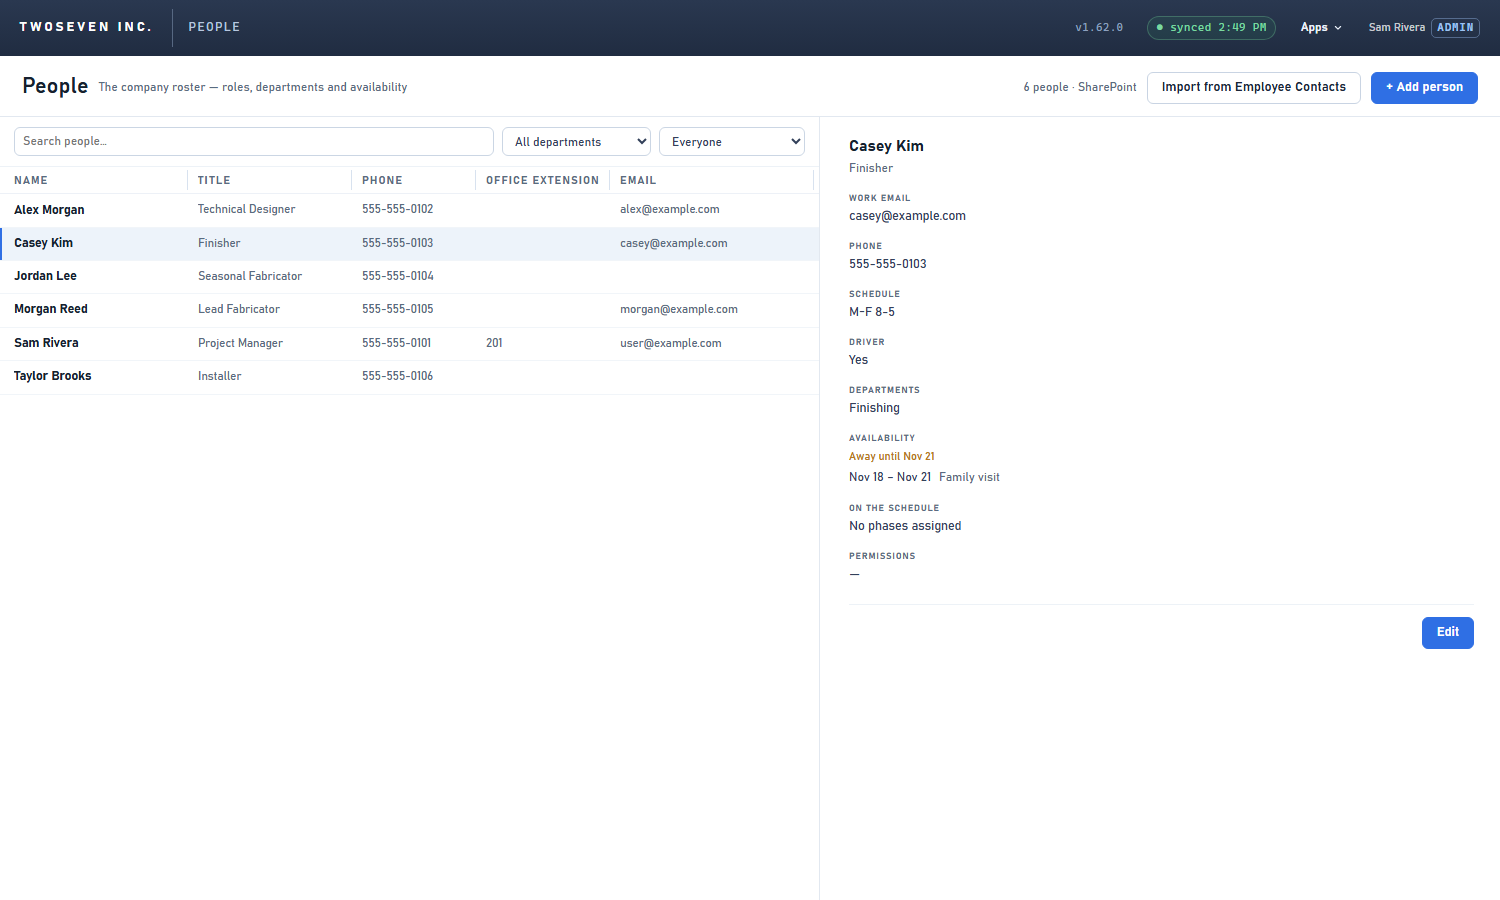 TWOSEVEN INC. PEOPLE v1.62.0 synced 2:49 PM Apps Sam Rivera ADMIN
People The company roster — roles, departments and availability 6 people · SharePoint Import from Employee Contacts + Add person
Search people… All departments Everyone
NAME TITLE PHONE OFFICE EXTENSION EMAIL
Alex Morgan Technical Designer 555-555-0102 alex@example.com
Casey Kim Finisher 555-555-0103 casey@example.com
Jordan Lee Seasonal Fabricator 555-555-0104
Morgan Reed Lead Fabricator 555-555-0105 morgan@example.com
Sam Rivera Project Manager 555-555-0101 201 user@example.com
Taylor Brooks Installer 555-555-0106
Casey Kim
Finisher
WORK EMAIL
casey@example.com
PHONE
555-555-0103
SCHEDULE
M-F 8-5
DRIVER
Yes
DEPARTMENTS
Finishing
AVAILABILITY
Away until Nov 21
Nov 18 – Nov 21 Family visit
ON THE SCHEDULE
No phases assigned
PERMISSIONS
—
Edit